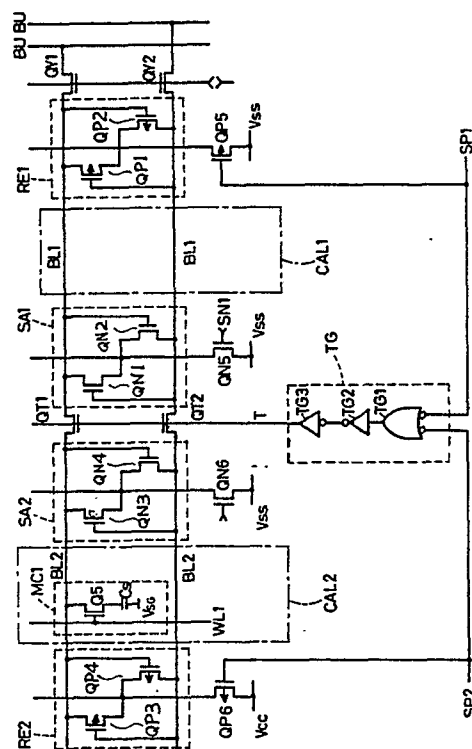 BU BU
QY1
QY2
QP2
QP1
RE1
QP5
Vss
SP1
BL1
BL1
CAL1
SA1
QN2
QN1
SN1
QN5
Vss
QT1
QT2
T
TG
TG3
TG2
TG1
QN4
QN3
SA2
QN6
Vss
BL2
BL2
MC1
Q5
Cs
VSG
WL1
CAL2
QP4
QP3
RE2
QP6
Vcc
SP2